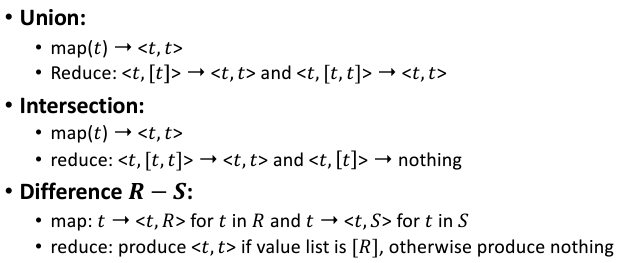 • Union:
• map(t) → <t, t>
• Reduce: <t, [t]> → <t, t> and <t, [t, t]> → <t, t>
• Intersection:
• map(t) → <t, t>
• reduce: <t, [t, t]> → <t, t> and <t, [t]> → nothing
• Difference R − S:
• map: t → <t, R> for t in R and t → <t, S> for t in S
• reduce: produce <t, t> if value list is [R], otherwise produce nothing